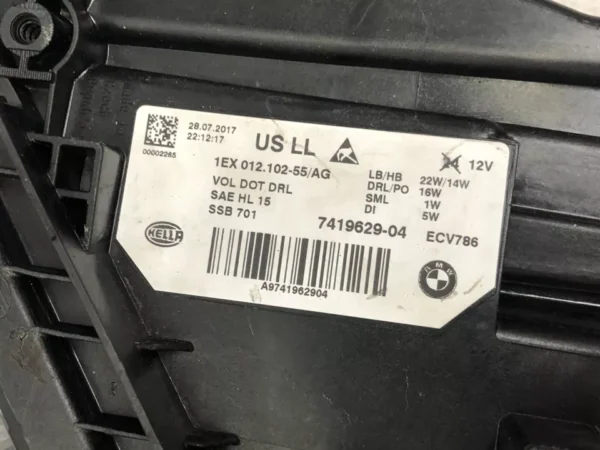 28.07.2017
22:12:17
00002285
US LL
1EX 012.102-55/AG
VOL DOT DRL
SAE HL 15
SSB 701
LB/HB 22W/14W
DRL/PO 16W
SML 1W
DI 5W
24 12V
7419629-04
ECV786
HELLA
A9741962904
BMW